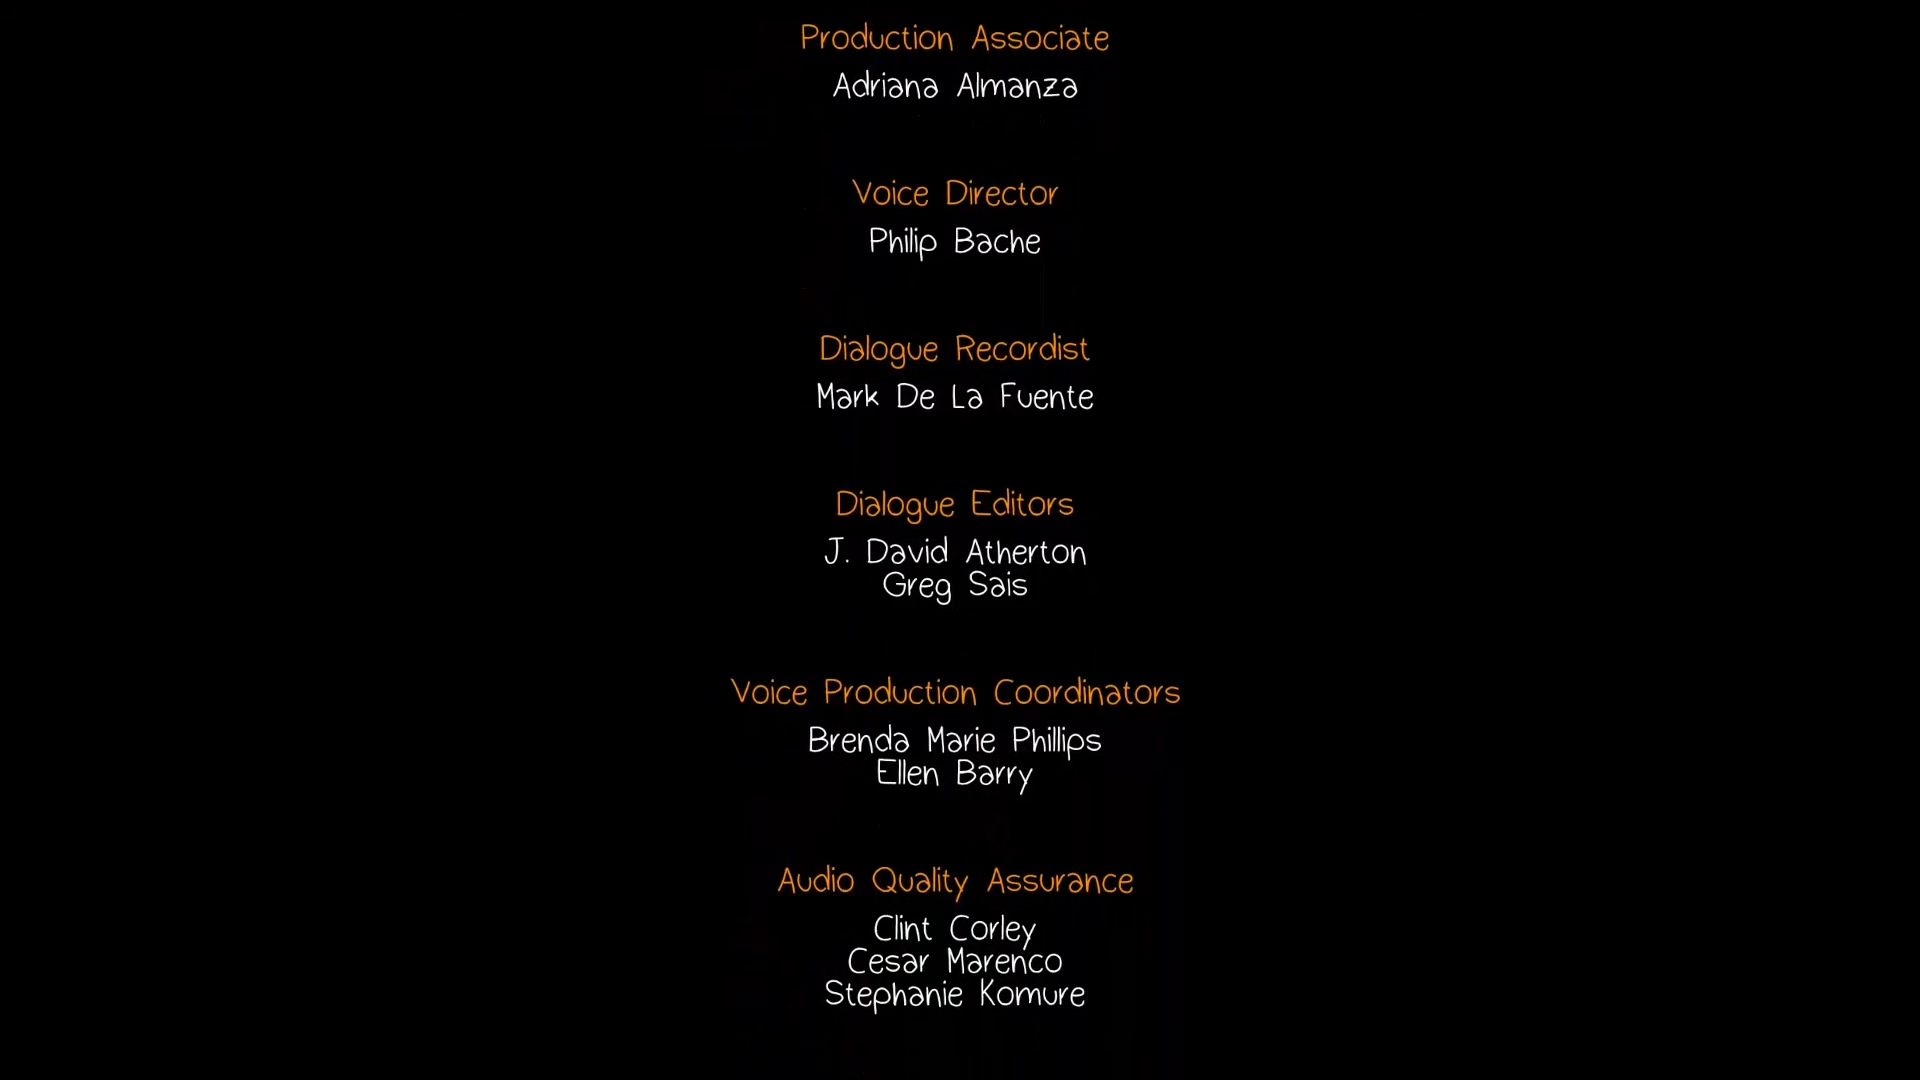 Production Associate
Adriana Almanza
Voice Director
Philip Bache
Dialogue Recordist
Mark De La Fuente
Dialogue Editors
J. David Atherton
Greg Sais
Voice Production Coordinators
Brenda Marie Phillips
Ellen Barry
Audio Quality Assurance
Clint Corley
Cesar Marenco
Stephanie Komure